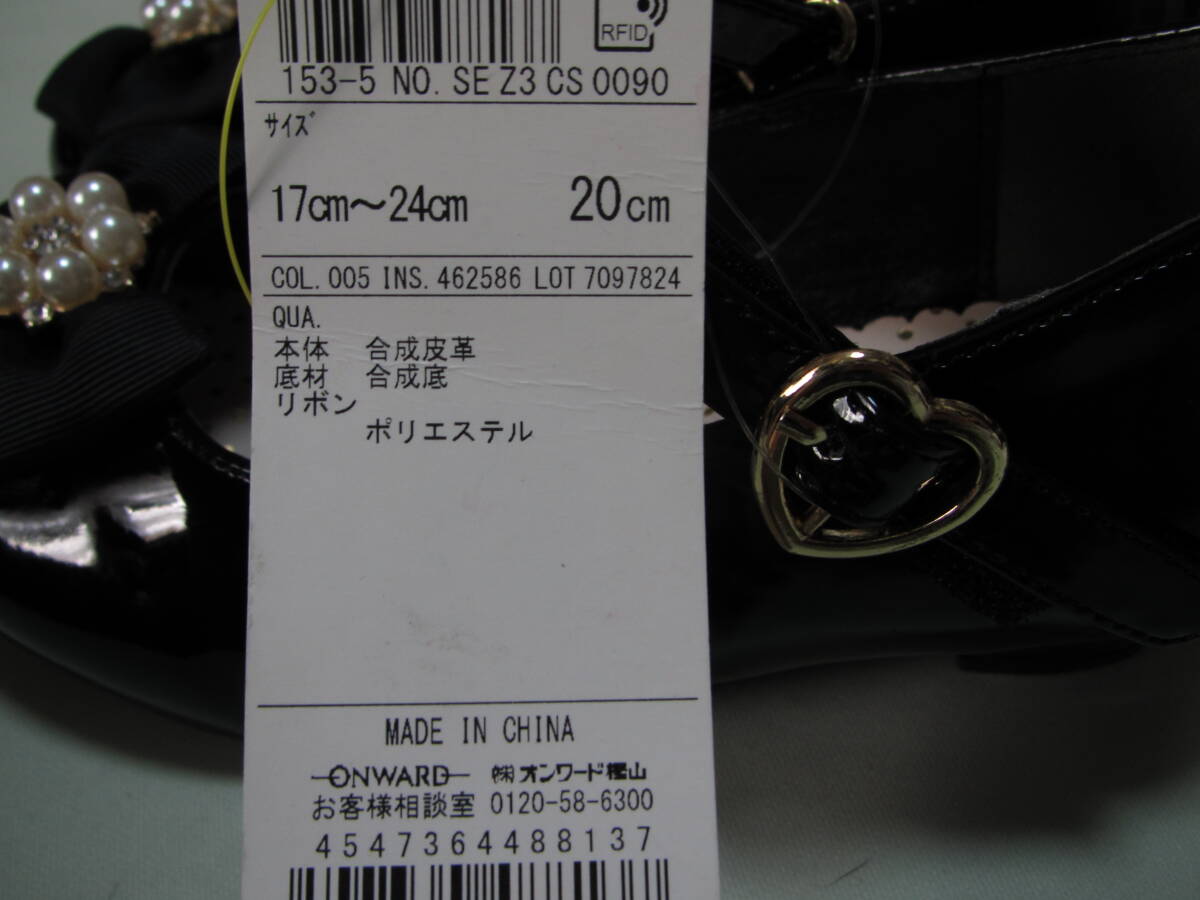 RFID
153-5 NO. SE Z3 CS 0090
サイズ
17cm～24cm 20cm
COL. 005 INS. 462586 LOT 7097824
QUA.
本体 合成皮革
底材 合成底
リボン
ポリエステル
MADE IN CHINA
ONWARD ㈱オンワード樫山
お客様相談室 0120-58-6300
4547364488137